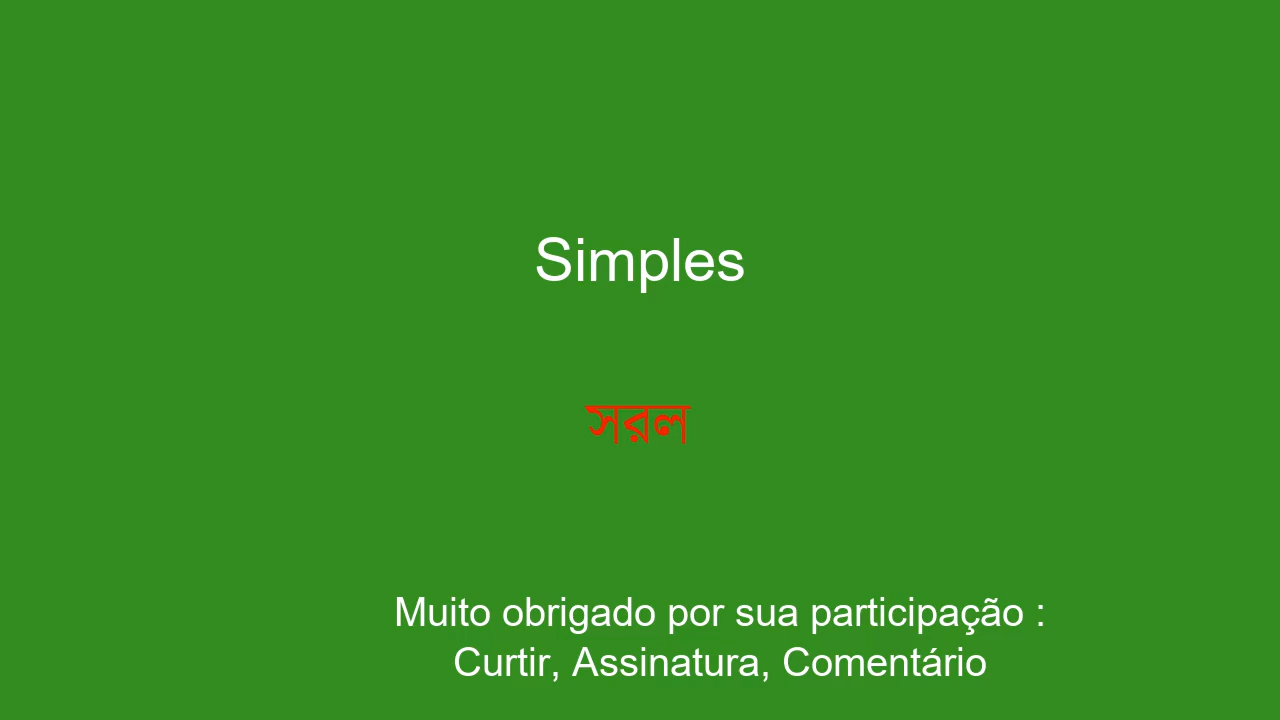 Simples
সরল
Muito obrigado por sua participação :
Curtir, Assinatura, Comentário